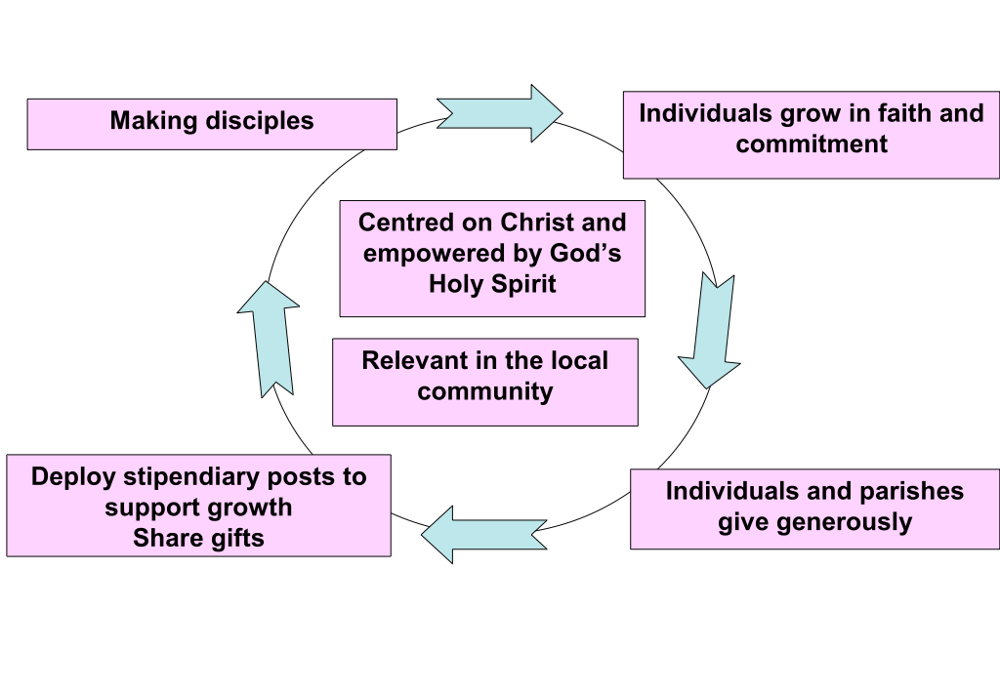 Making disciples
Individuals grow in faith and
commitment
Centred on Christ and
empowered by God’s
Holy Spirit
Relevant in the local
community
Deploy stipendiary posts to
support growth
Share gifts
Individuals and parishes
give generously